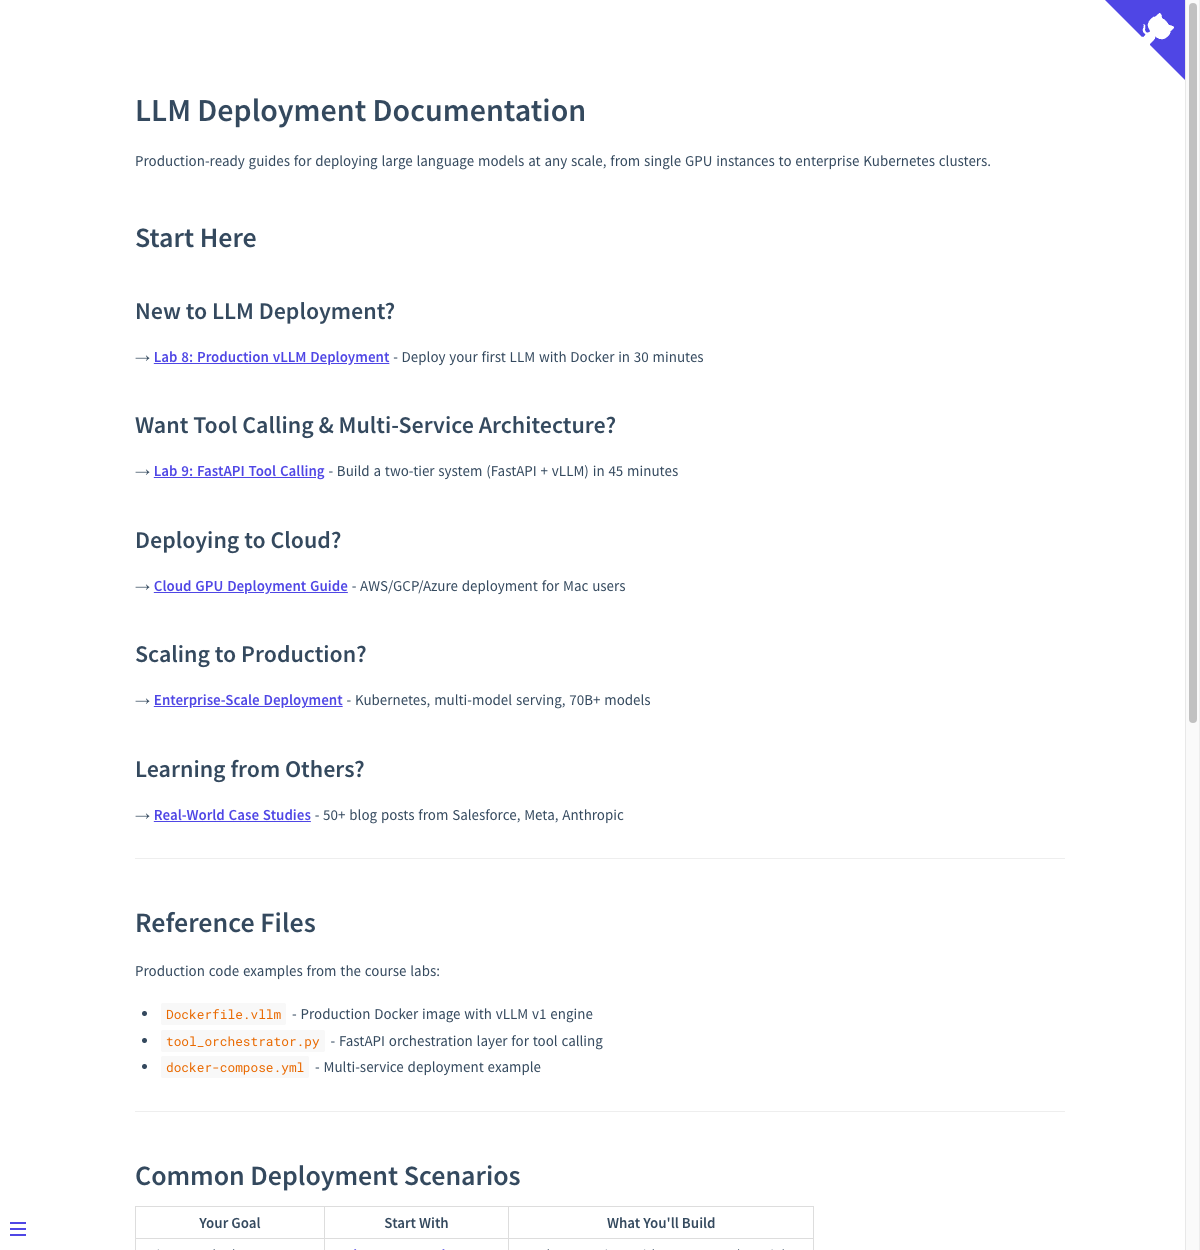 LLM Deployment Documentation
Production-ready guides for deploying large language models at any scale, from single GPU instances to enterprise Kubernetes clusters.
Start Here
New to LLM Deployment?
→ Lab 8: Production vLLM Deployment - Deploy your first LLM with Docker in 30 minutes
Want Tool Calling & Multi-Service Architecture?
→ Lab 9: FastAPI Tool Calling - Build a two-tier system (FastAPI + vLLM) in 45 minutes
Deploying to Cloud?
→ Cloud GPU Deployment Guide - AWS/GCP/Azure deployment for Mac users
Scaling to Production?
→ Enterprise-Scale Deployment - Kubernetes, multi-model serving, 70B+ models
Learning from Others?
→ Real-World Case Studies - 50+ blog posts from Salesforce, Meta, Anthropic
Reference Files
Production code examples from the course labs:
• Dockerfile.vllm - Production Docker image with vLLM v1 engine
• tool_orchestrator.py - FastAPI orchestration layer for tool calling
• docker-compose.yml - Multi-service deployment example
Common Deployment Scenarios
Your Goal Start With What You'll Build